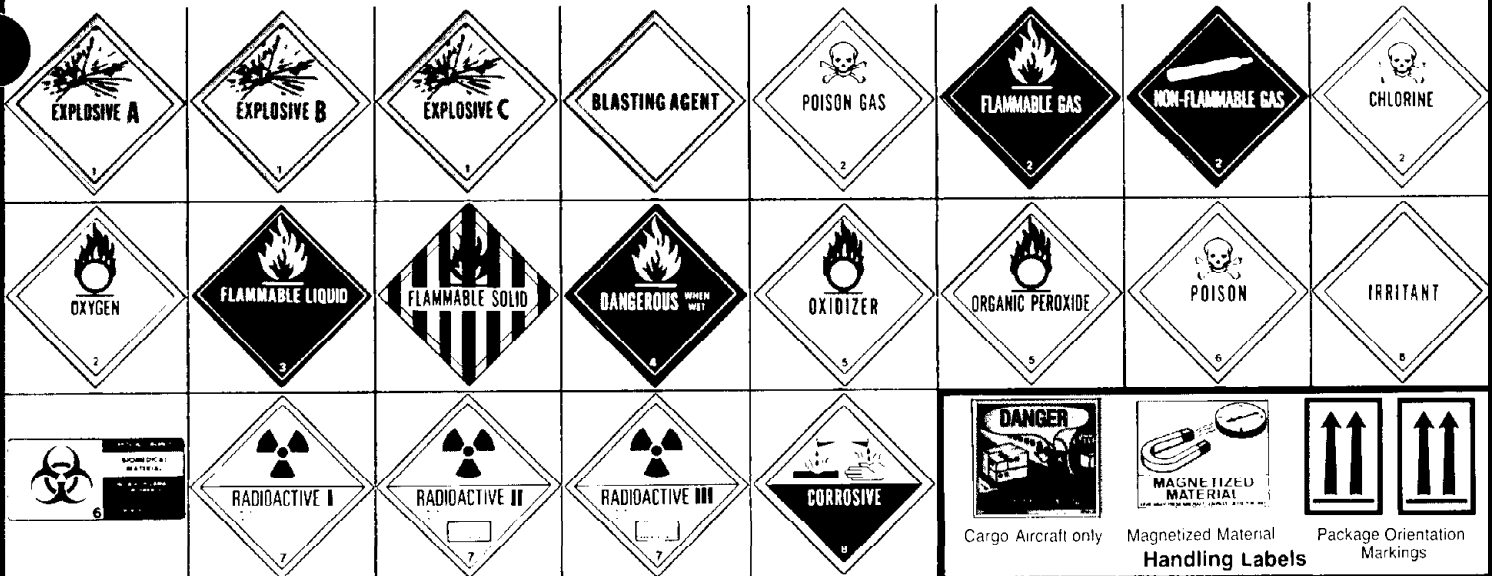 EXPLOSIVE A
1
EXPLOSIVE B
1
EXPLOSIVE C
1
BLASTING AGENT
POISON GAS
2
FLAMMABLE GAS
2
NON-FLAMMABLE GAS
2
CHLORINE
2
OXYGEN
2
FLAMMABLE LIQUID
3
FLAMMABLE SOLID
DANGEROUS WHEN
WET
4
OXIDIZER
5
ORGANIC PEROXIDE
5
POISON
6
IRRITANT
BIOMEDICAL
MATERIAL
6
RADIOACTIVE I
7
RADIOACTIVE II
7
RADIOACTIVE III
7
CORROSIVE
8
DANGER
Cargo Aircraft only
MAGNETIZED
MATERIAL
Magnetized Material
Package Orientation
Markings
Handling Labels